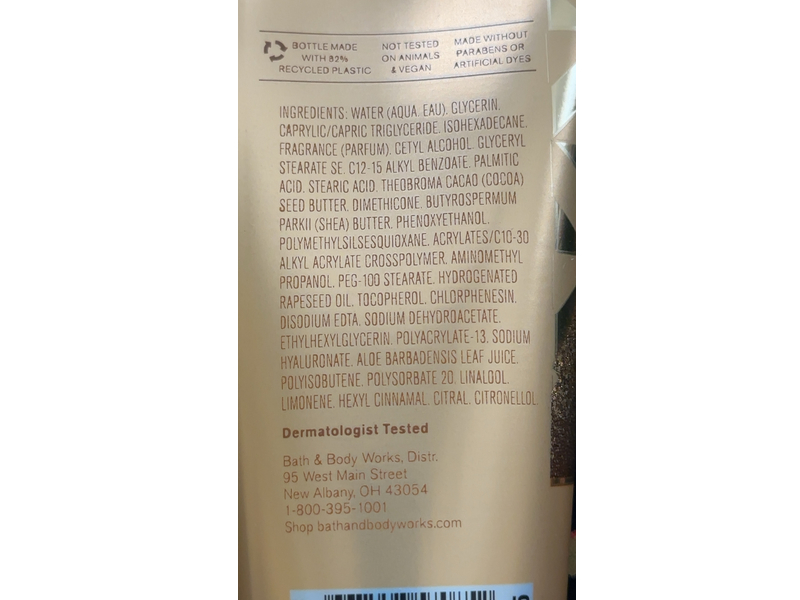 BOTTLE MADE WITH 82% RECYCLED PLASTIC
NOT TESTED ON ANIMALS & VEGAN
MADE WITHOUT PARABENS OR ARTIFICIAL DYES
INGREDIENTS: WATER (AQUA, EAU), GLYCERIN,
CAPRYLIC/CAPRIC TRIGLYCERIDE, ISOHEXADECANE,
FRAGRANCE (PARFUM), CETYL ALCOHOL, GLYCERYL
STEARATE SE, C12-15 ALKYL BENZOATE, PALMITIC
ACID, STEARIC ACID, THEOBROMA CACAO (COCOA)
SEED BUTTER, DIMETHICONE, BUTYROSPERMUM
PARKII (SHEA) BUTTER, PHENOXYETHANOL,
POLYMETHYLSILSESQUIOXANE, ACRYLATES/C10-30
ALKYL ACRYLATE CROSSPOLYMER, AMINOMETHYL
PROPANOL, PEG-100 STEARATE, HYDROGENATED
RAPESEED OIL, TOCOPHEROL, CHLORPHENESIN,
DISODIUM EDTA, SODIUM DEHYDROACETATE,
ETHYLHEXYLGLYCERIN, POLYACRYLATE-13, SODIUM
HYALURONATE, ALOE BARBADENSIS LEAF JUICE,
POLYISOBUTENE, POLYSORBATE 20, LINALOOL,
LIMONENE, HEXYL CINNAMAL, CITRAL, CITRONELLOL
Dermatologist Tested
Bath & Body Works, Distr.
95 West Main Street
New Albany, OH 43054
1-800-395-1001
Shop bathandbodyworks.com